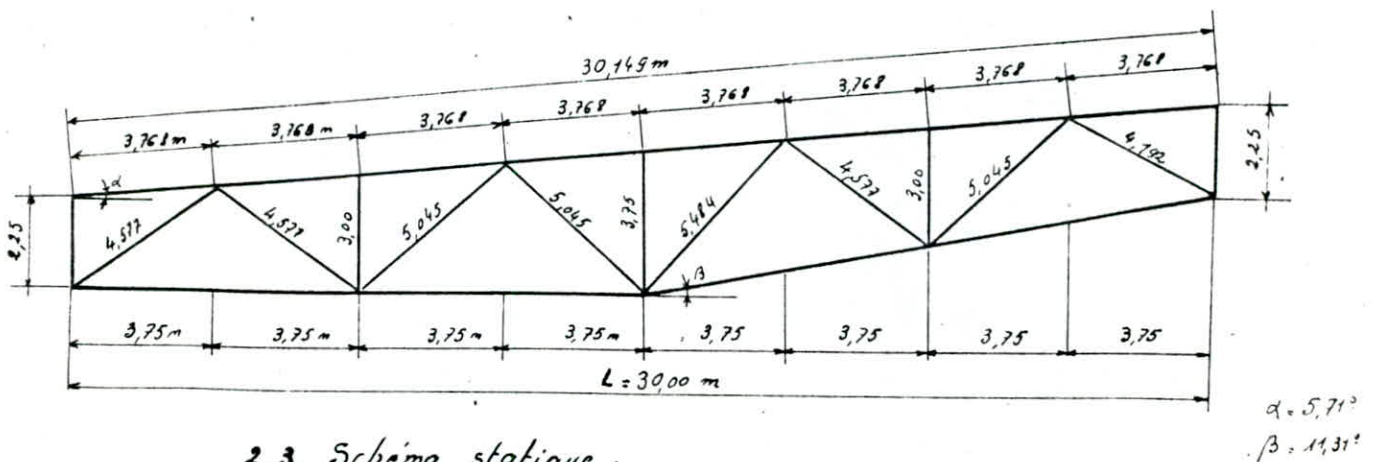 30,149 m
3,768 m
3,768 m
3,768
3,768
3,768
3,768
3,768
3,768
α
2,25
4,577
4,577
3,00
5,045
5,045
3,75
5,484
4,577
3,00
5,045
4,192
2,25
β
3,75 m
3,75 m
3,75 m
3,75 m
3,75
3,75
3,75
3,75
L = 30,00 m
α = 5,71°
β = 11,31°
2.3 Schéma statique.